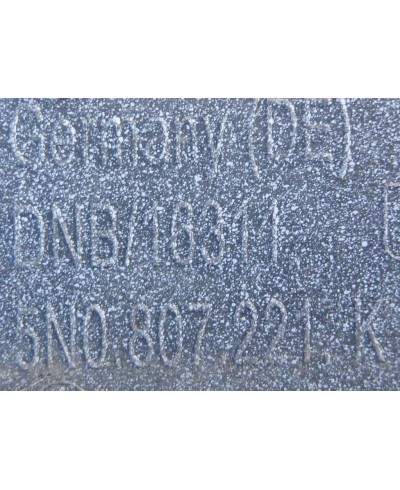 Germany (DE)
DNB/16311
5N0.807.221.K